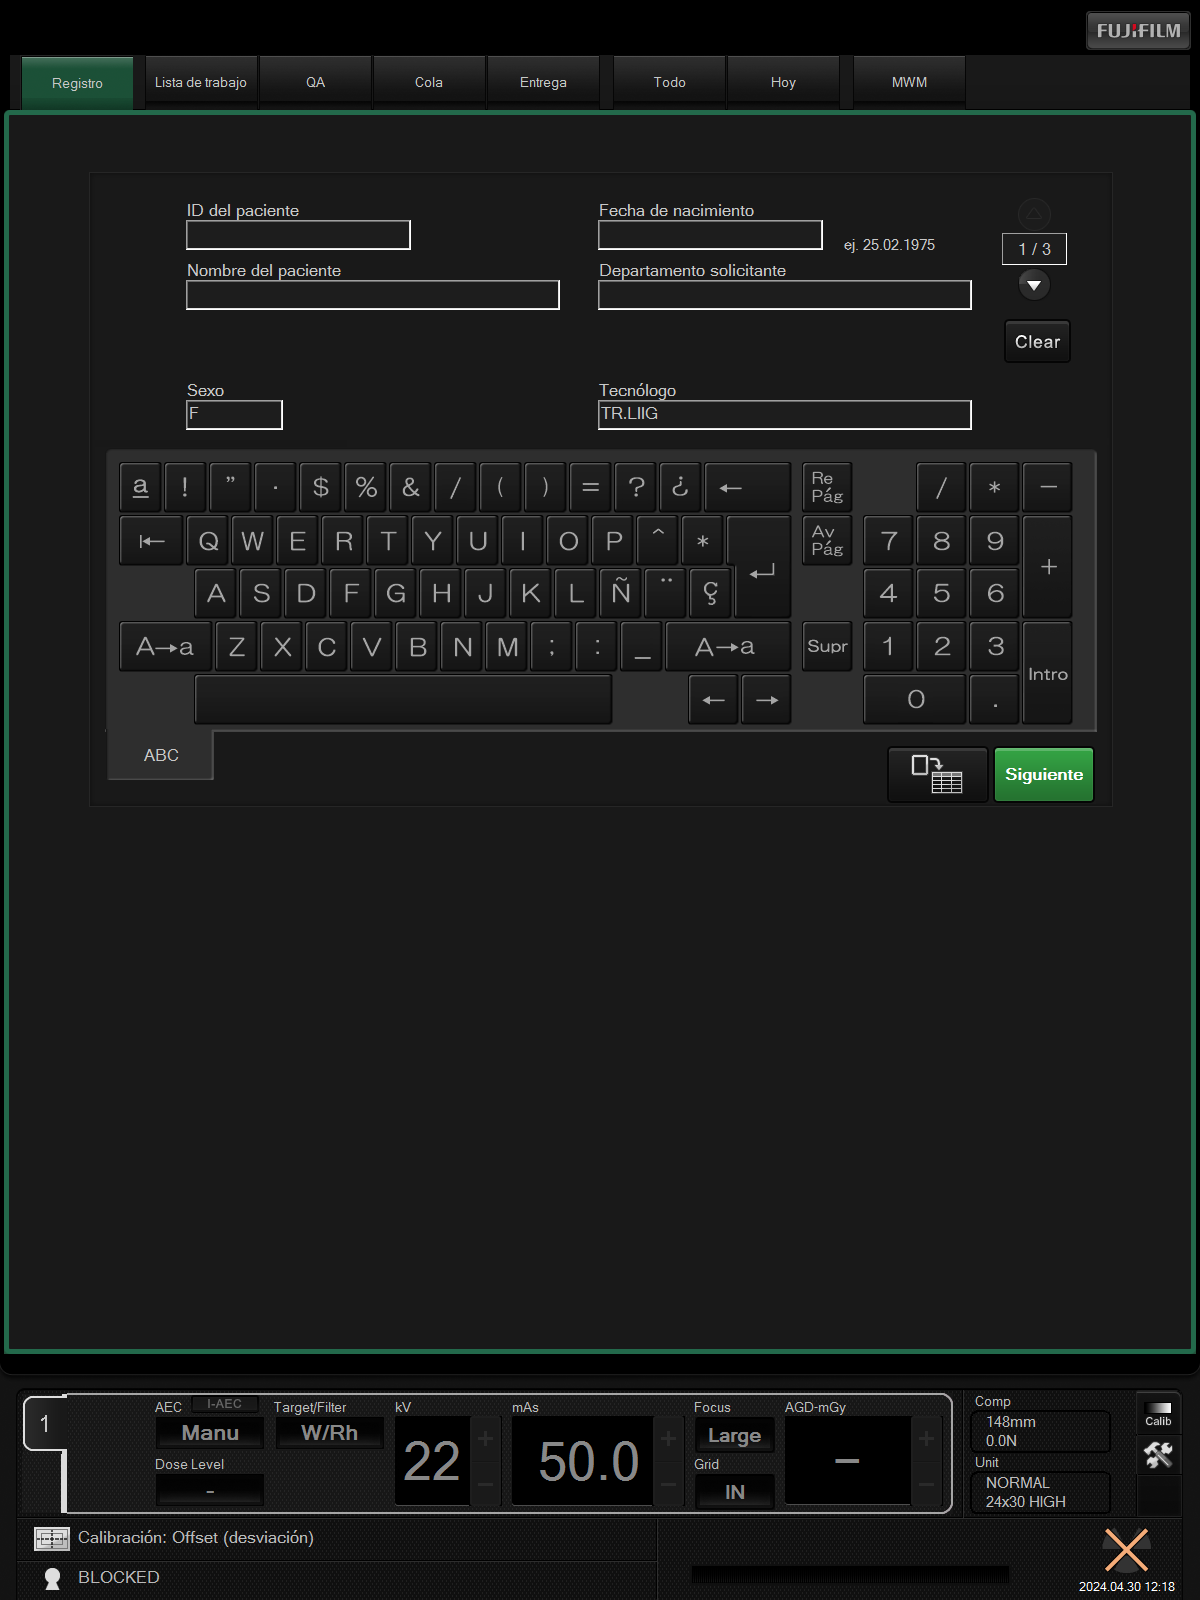 FUJIFILM
Registro
Lista de trabajo
QA
Cola
Entrega
Todo
Hoy
MWM
ID del paciente
Fecha de nacimiento
ej. 25.02.1975
1 / 3
Nombre del paciente
Departamento solicitante
Clear
Sexo
F
Tecnólogo
TR.LIIG
a ! " · $ % & / ( ) = ? ¿ ← Re Pág / * −
|← Q W E R T Y U I O P ^ * Av Pág 7 8 9 +
A S D F G H J K L Ñ ¨ Ç ↵ 4 5 6
A→a Z X C V B N M ; : _ A→a Supr 1 2 3 Intro
← → 0 .
ABC
Siguiente
1
AEC I-AEC
Manu
Dose Level
-
Target/Filter
W/Rh
kV
22
+
−
mAs
50.0
+
−
Focus
Large
Grid
IN
AGD-mGy
−
+
−
Comp
148mm
0.0N
Unit
NORMAL
24x30 HIGH
Calib
Calibración: Offset (desviación)
BLOCKED
2024.04.30 12:18